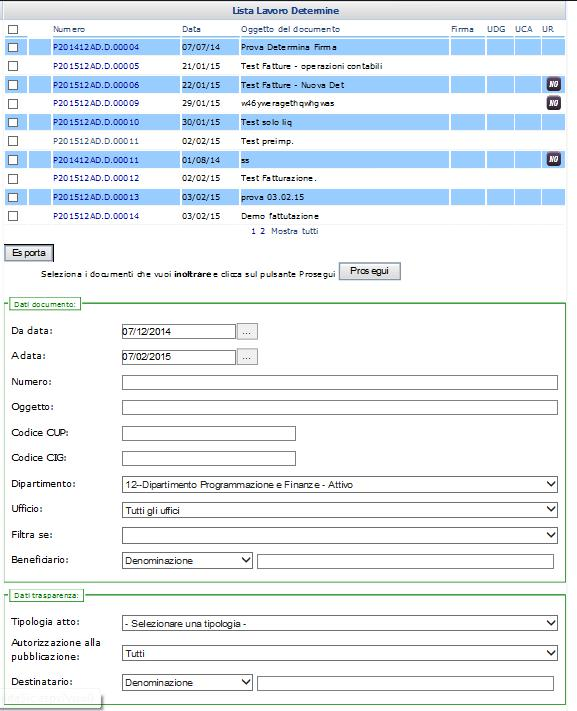 Lista Lavoro Determine
Numero Data Oggetto del documento Firma UDG UCA UR
P201412AD.D.00004 07/07/14 Prova Determina Firma
P201512AD.D.00005 21/01/15 Test Fatture - operazioni contabili
P201512AD.D.00006 22/01/15 Test Fatture - Nuova Det NO
P201512AD.D.00009 29/01/15 w46yweragethqwhgwas NO
P201512AD.D.00010 30/01/15 Test solo liq
P201512AD.D.00011 02/02/15 Test preimp.
P201412AD.D.00011 01/08/14 ss NO
P201512AD.D.00012 02/02/15 Test Fatturazione.
P201512AD.D.00013 03/02/15 prova 03.02.15
P201512AD.D.00014 03/02/15 Demo fattutazione
1 2 Mostra tutti
Esporta
Seleziona i documenti che vuoi inoltrare e clicca sul pulsante Prosegui Prosegui
Dati documento:
Da data: 07/12/2014 ...
A data: 07/02/2015 ...
Numero:
Oggetto:
Codice CUP:
Codice CIG:
Dipartimento: 12--Dipartimento Programmazione e Finanze - Attivo
Ufficio: Tutti gli uffici
Filtra se:
Beneficiario: Denominazione
Dati trasparenza:
Tipologia atto: - Selezionare una tipologia -
Autorizzazione alla
pubblicazione: Tutti
Destinatario: Denominazione